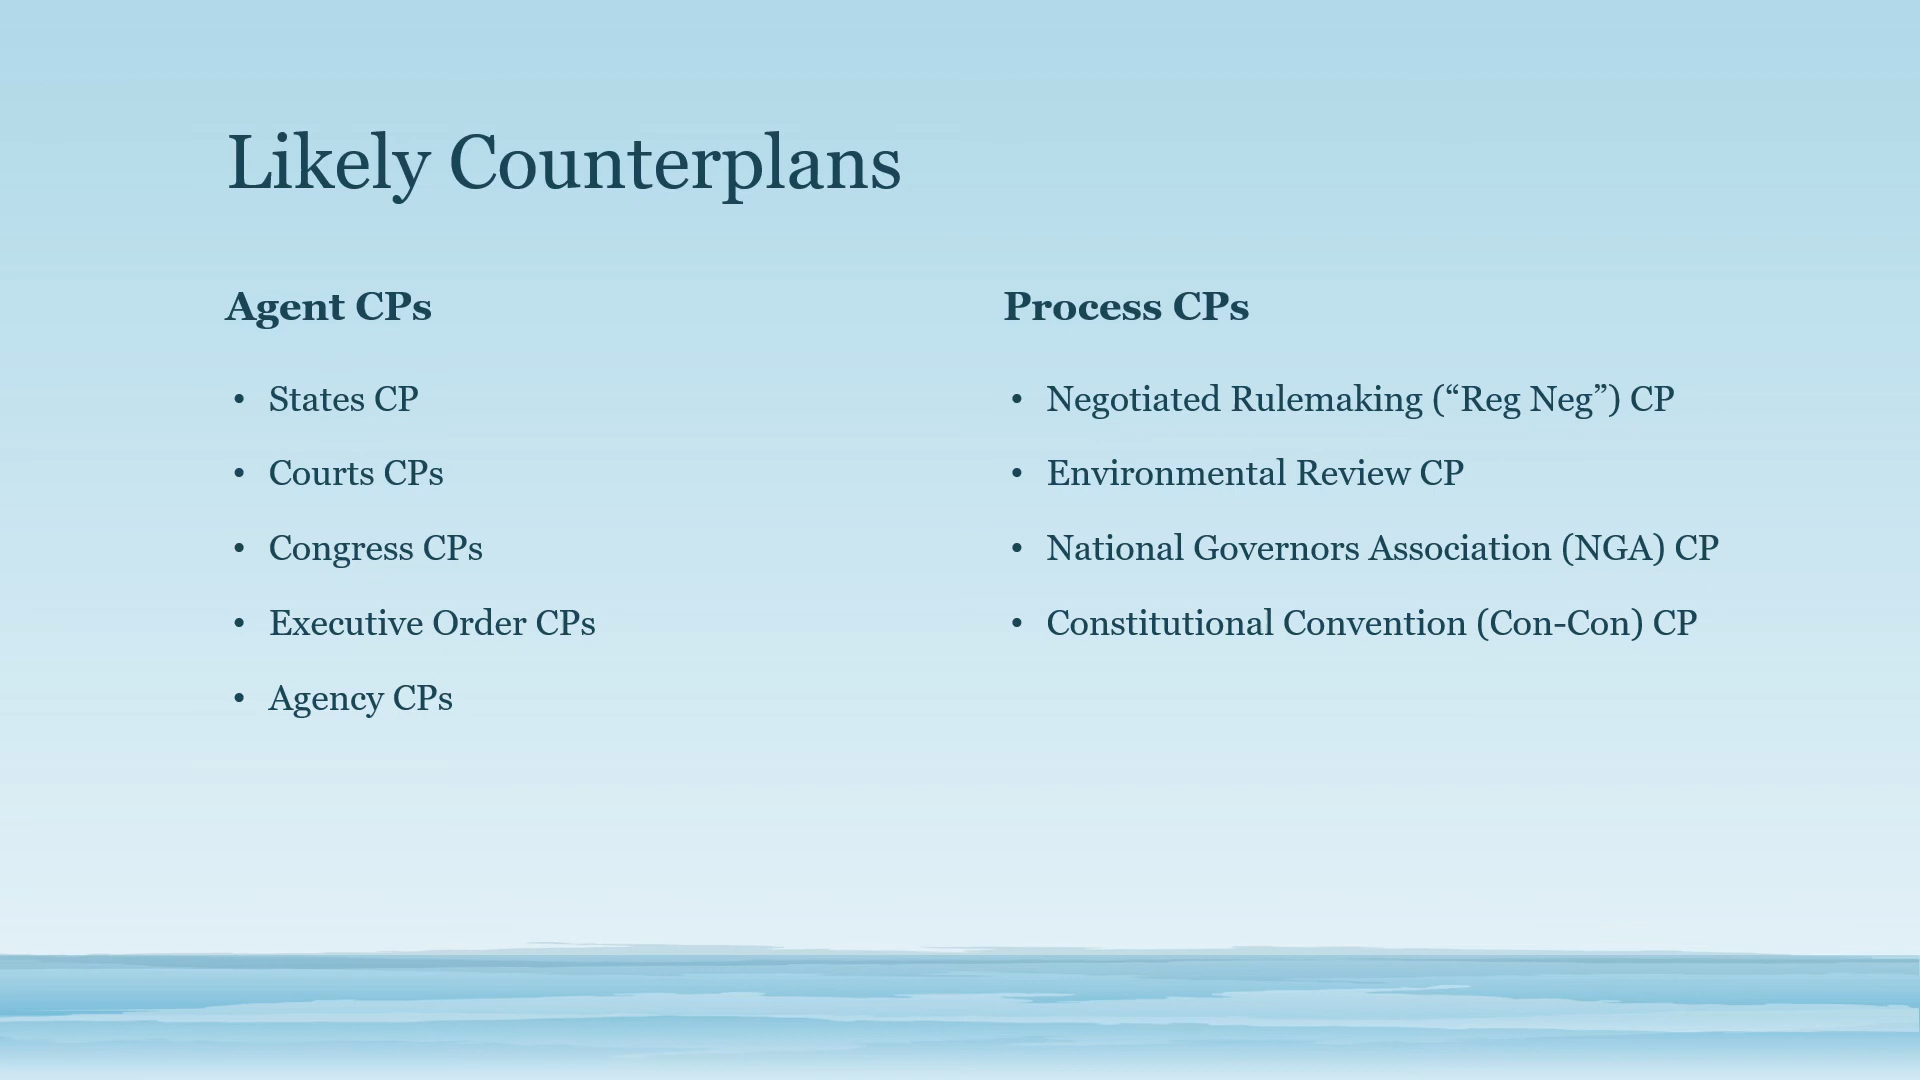 Likely Counterplans
Agent CPs
• States CP
• Courts CPs
• Congress CPs
• Executive Order CPs
• Agency CPs
Process CPs
• Negotiated Rulemaking (“Reg Neg”) CP
• Environmental Review CP
• National Governors Association (NGA) CP
• Constitutional Convention (Con-Con) CP